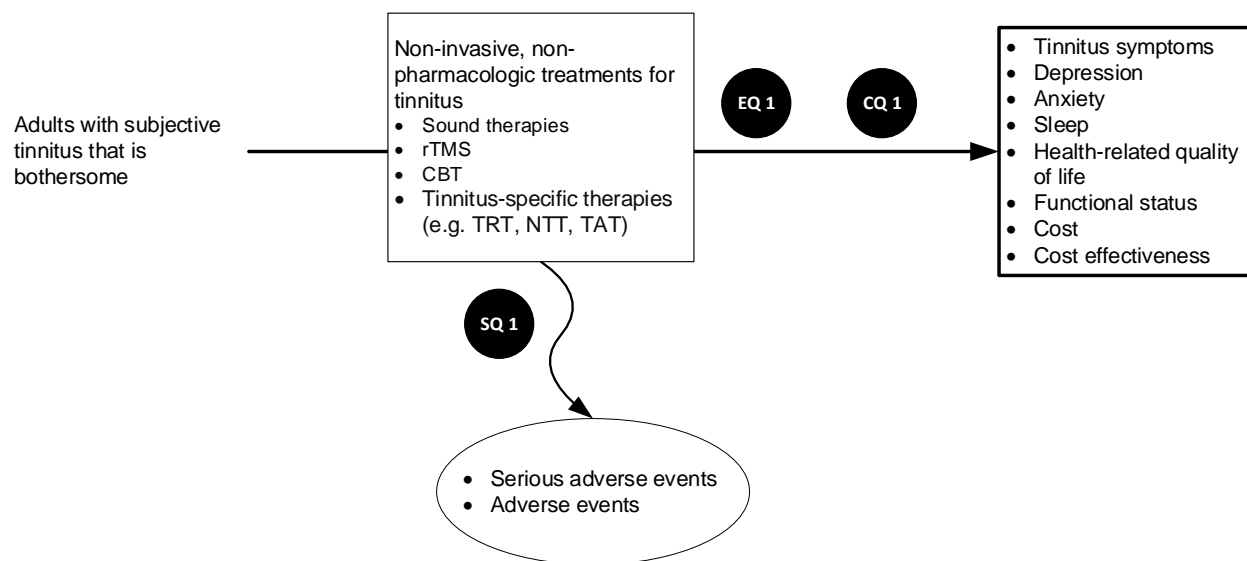 Adults with subjective
tinnitus that is
bothersome
Non-invasive, non-
pharmacologic treatments for
tinnitus
• Sound therapies
• rTMS
• CBT
• Tinnitus-specific therapies
(e.g. TRT, NTT, TAT)
EQ 1
CQ 1
• Tinnitus symptoms
• Depression
• Anxiety
• Sleep
• Health-related quality
of life
• Functional status
• Cost
• Cost effectiveness
SQ 1
• Serious adverse events
• Adverse events